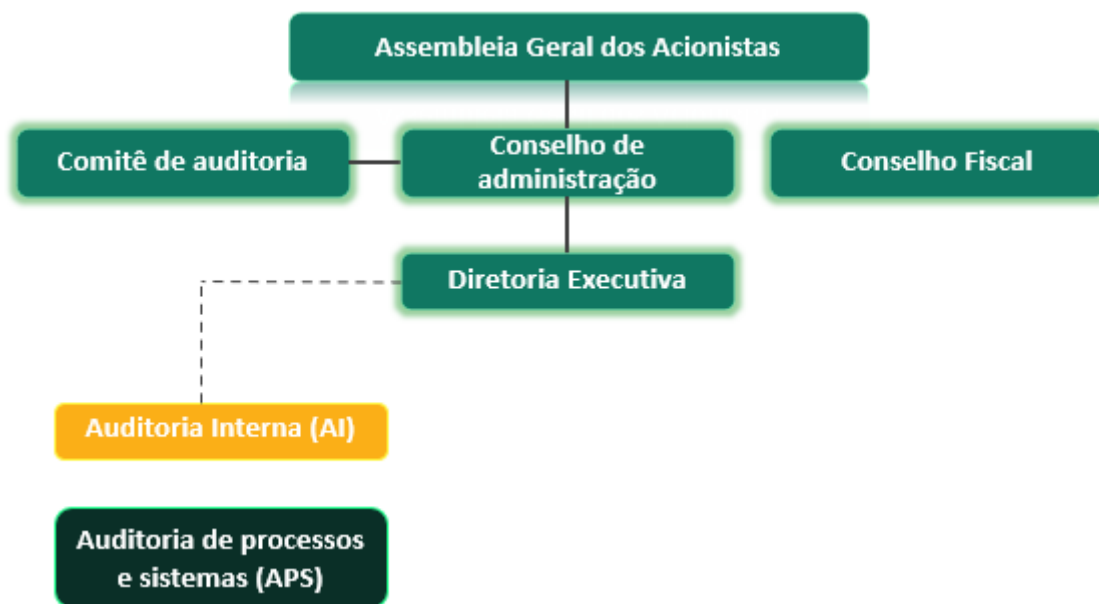 Assembleia Geral dos Acionistas
Comitê de auditoria
Conselho de
administração
Conselho Fiscal
Diretoria Executiva
Auditoria Interna (AI)
Auditoria de processos
e sistemas (APS)